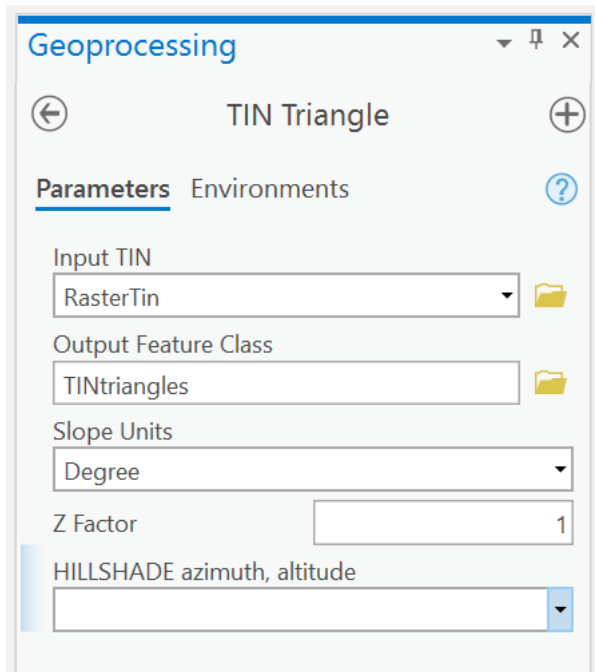 Geoprocessing
TIN Triangle
Parameters Environments
Input TIN
RasterTin
Output Feature Class
TINtriangles
Slope Units
Degree
Z Factor 1
HILLSHADE azimuth, altitude